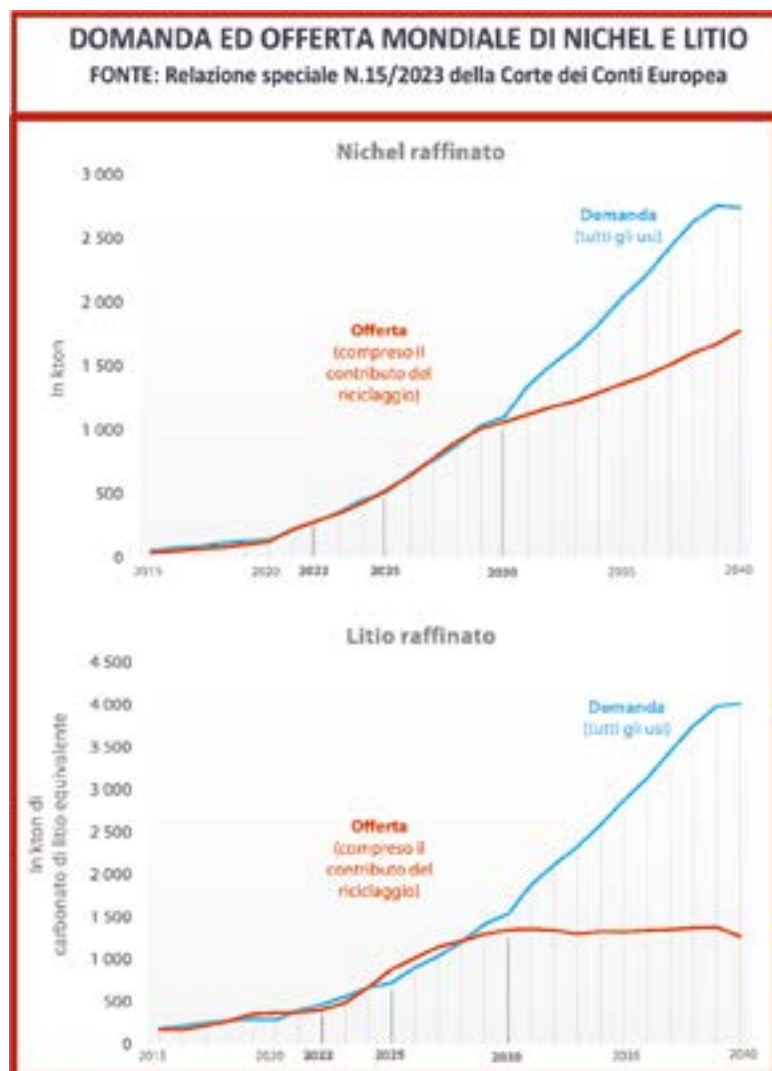 DOMANDA ED OFFERTA MONDIALE DI NICHEL E LITIO
FONTE: Relazione speciale N.15/2023 della Corte dei Conti Europea
Nichel raffinato
3 000
2 500
2 000
1 500
1 000
500
0
In kton
Domanda
(tutti gli usi)
Offerta
(compreso il
contributo del
riciclaggio)
2015
2020
2022
2025
2030
2035
2040
Litio raffinato
4 500
4 000
3 500
3 000
2 500
2 000
1 500
1 000
500
0
In kton di
carbonato di litio equivalente
Domanda
(tutti gli usi)
Offerta
(compreso il
contributo del
riciclaggio)
2015
2020
2022
2025
2030
2035
2040